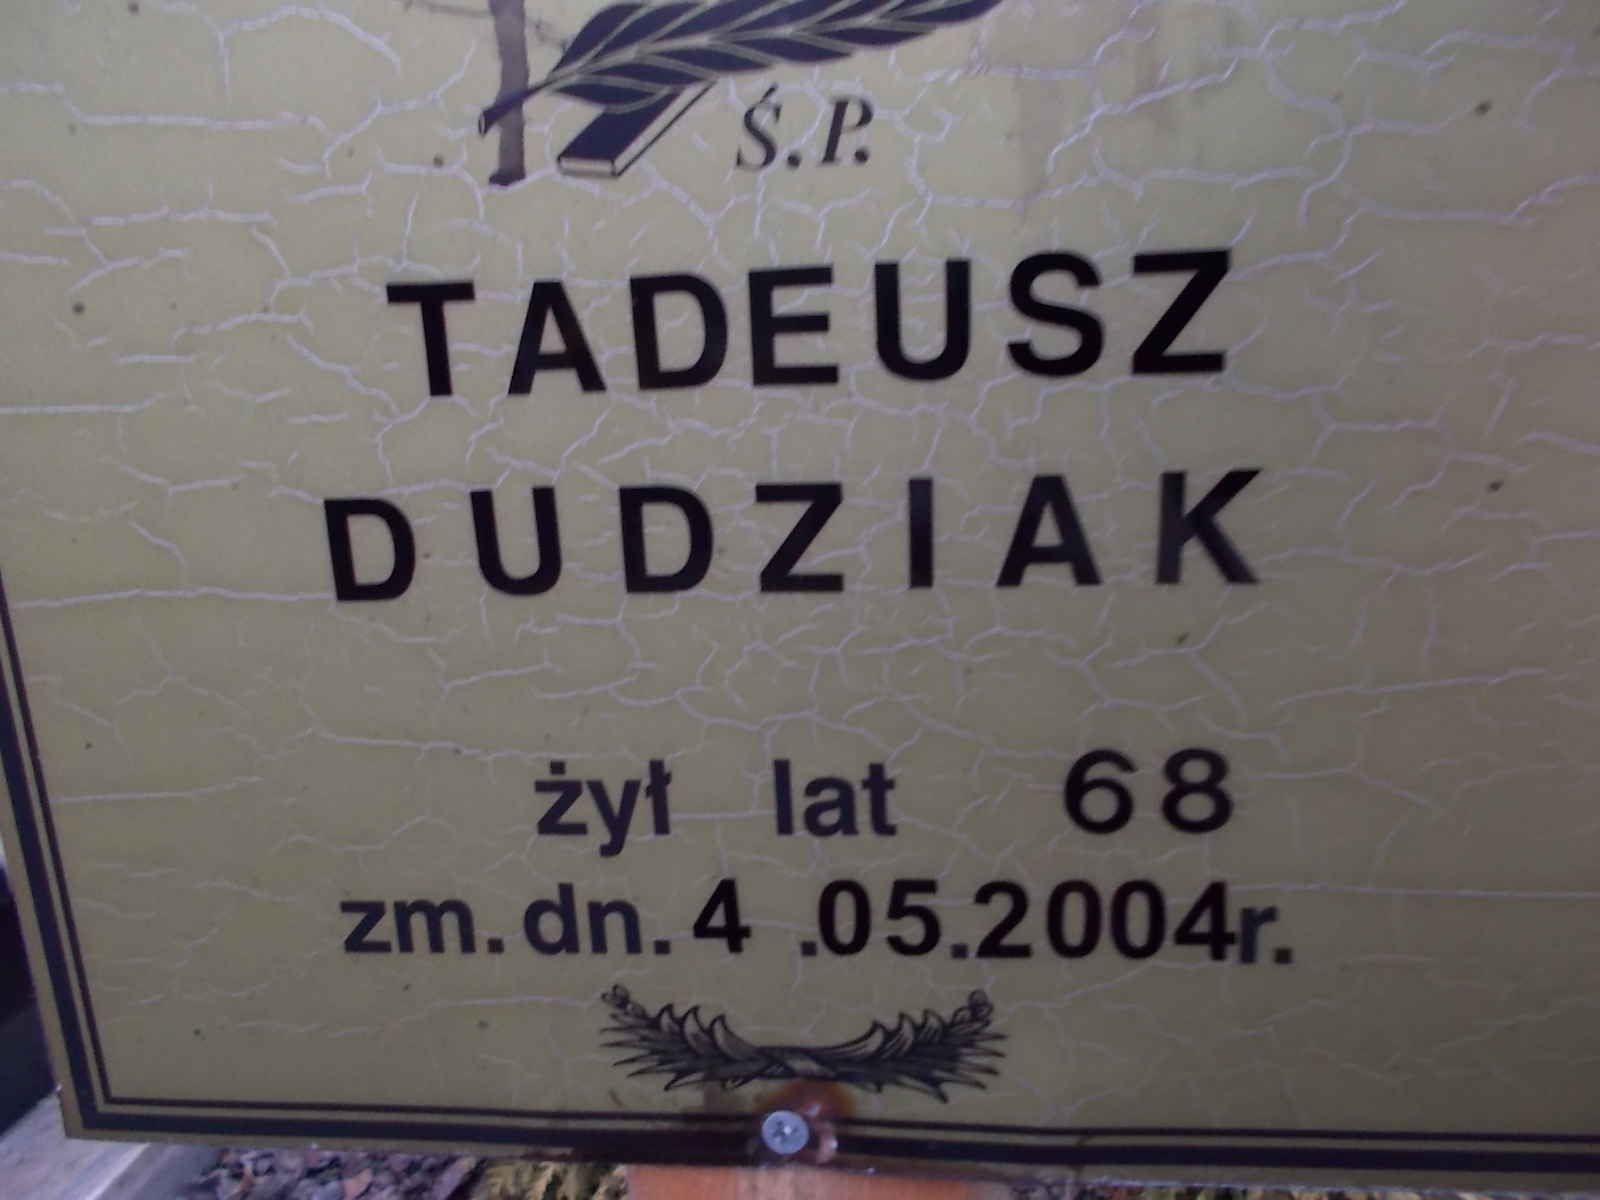 Ś.P.
TADEUSZ
DUDZIAK
żył lat 68
zm. dn. 4 .05.2004r.